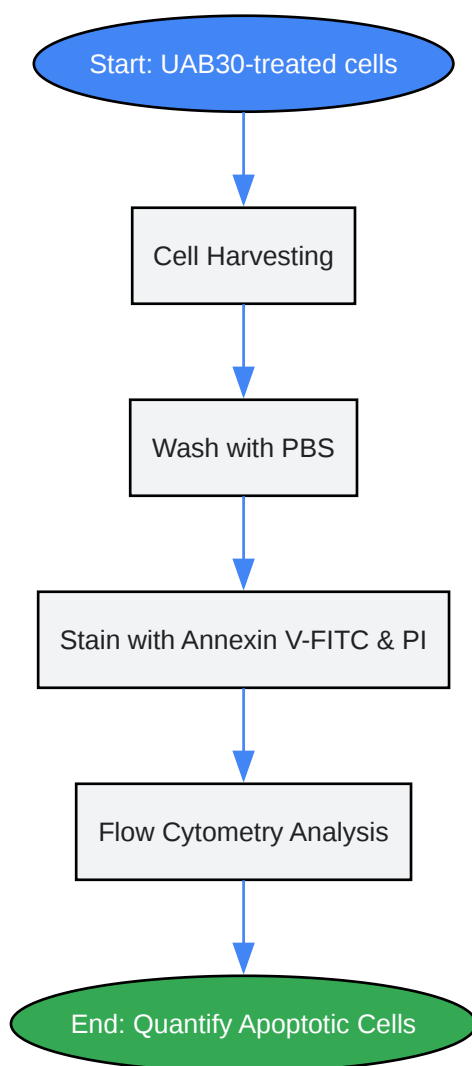 Start: UAB30-treated cells
Cell Harvesting
Wash with PBS
Stain with Annexin V-FITC & PI
Flow Cytometry Analysis
End: Quantify Apoptotic Cells